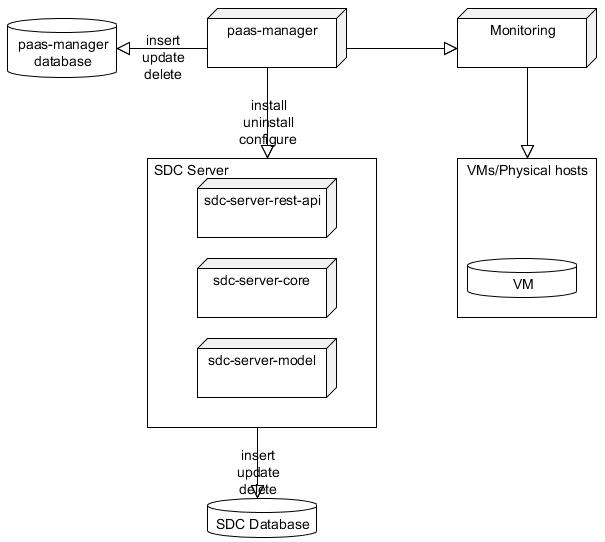 paas-manager
database
insert
update
delete
paas-manager
Monitoring
install
uninstall
configure
SDC Server
sdc-server-rest-api
sdc-server-core
sdc-server-model
VMs/Physical hosts
VM
insert
update
delete
SDC Database